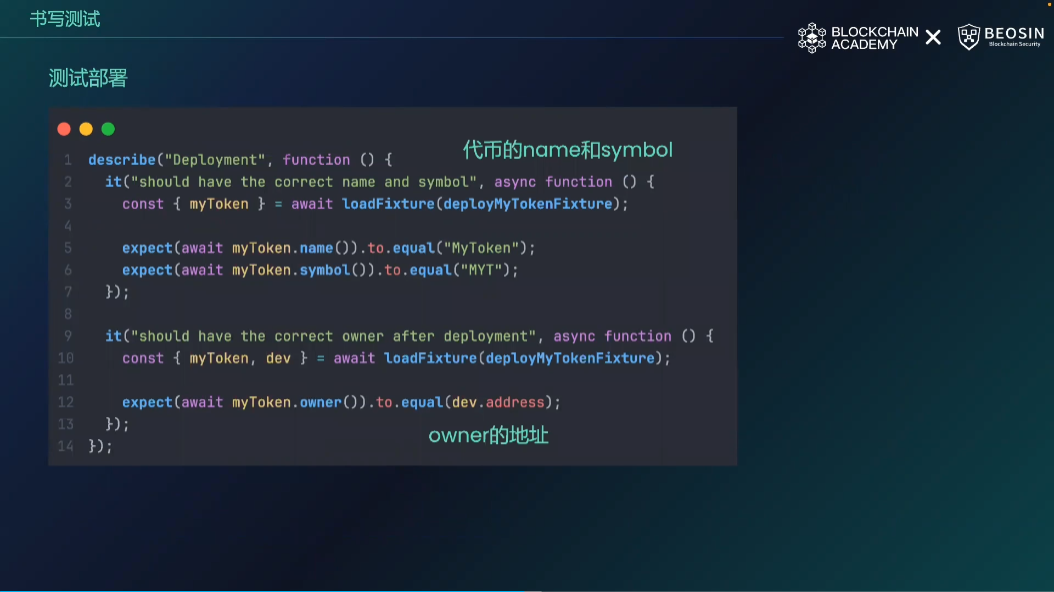 书写测试
BLOCKCHAIN
ACADEMY
BEOSIN
Blockchain Security
测试部署
代币的name和symbol
1 describe("Deployment", function () {
2 it("should have the correct name and symbol", async function () {
3 const { myToken } = await loadFixture(deployMyTokenFixture);
4
5 expect(await myToken.name()).to.equal("MyToken");
6 expect(await myToken.symbol()).to.equal("MYT");
7 });
8
9 it("should have the correct owner after deployment", async function () {
10 const { myToken, dev } = await loadFixture(deployMyTokenFixture);
11
12 expect(await myToken.owner()).to.equal(dev.address);
13 });
owner的地址
14 });